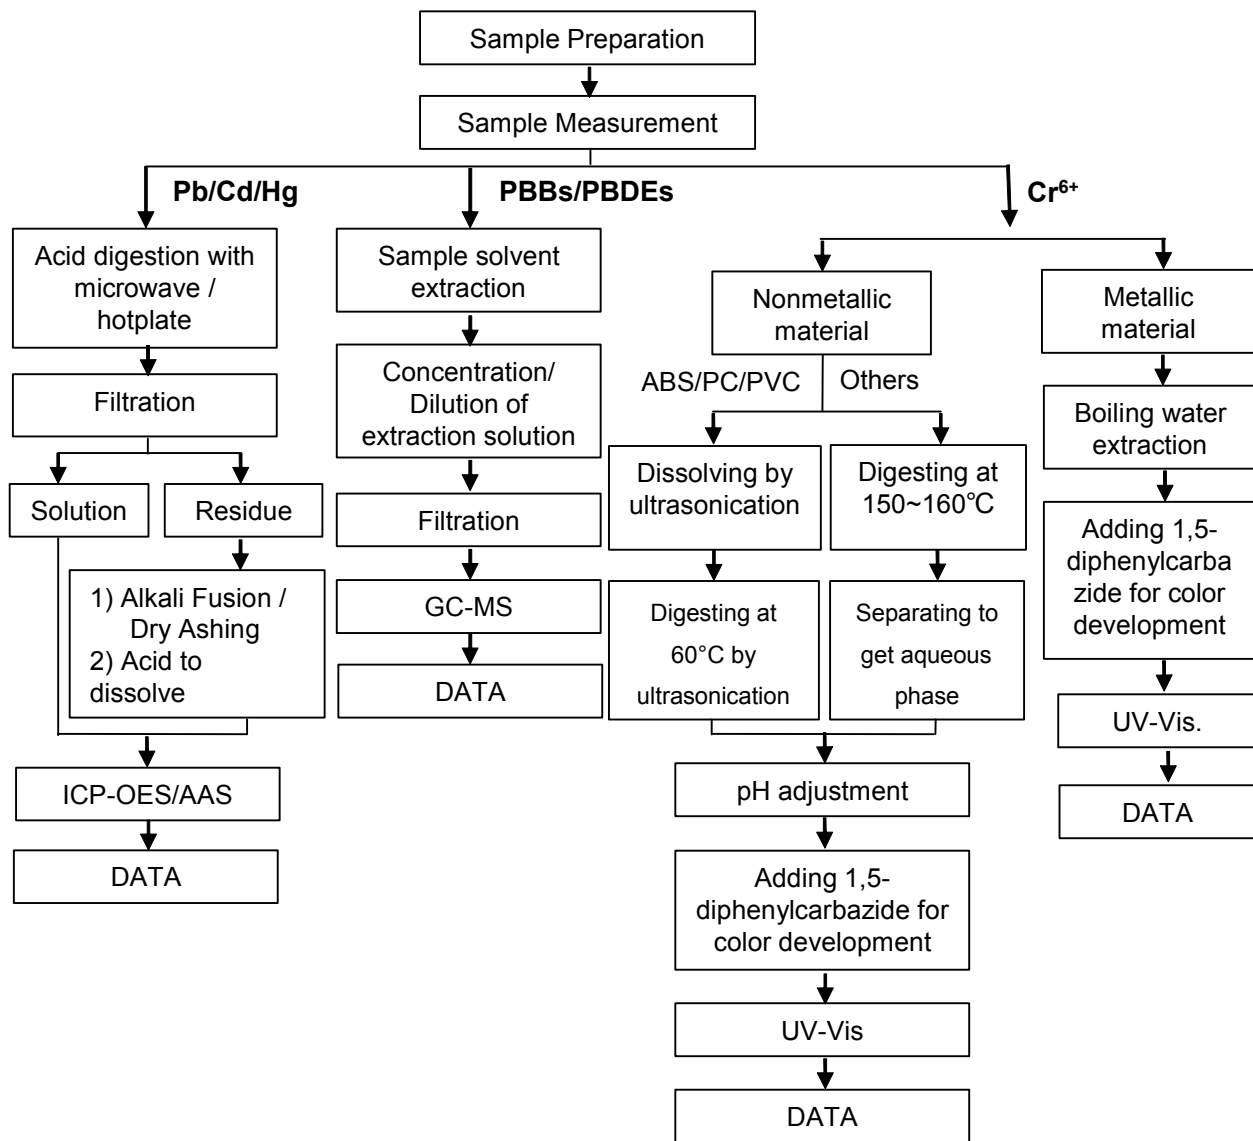 Sample Preparation
Sample Measurement
Pb/Cd/Hg
PBBs/PBDEs
Cr⁶⁺
Acid digestion with
microwave /
hotplate
Filtration
Solution
Residue
1) Alkali Fusion /
Dry Ashing
2) Acid to
dissolve
ICP-OES/AAS
DATA
Sample solvent
extraction
Concentration/
Dilution of
extraction solution
Filtration
GC-MS
DATA
Nonmetallic
material
ABS/PC/PVC
Others
Dissolving by
ultrasonication
Digesting at
60°C by
ultrasonication
Digesting at
150~160℃
Separating to
get aqueous
phase
pH adjustment
Adding 1,5-
diphenylcarbazide for
color development
UV-Vis
DATA
Metallic
material
Boiling water
extraction
Adding 1,5-
diphenylcarba
zide for color
development
UV-Vis.
DATA